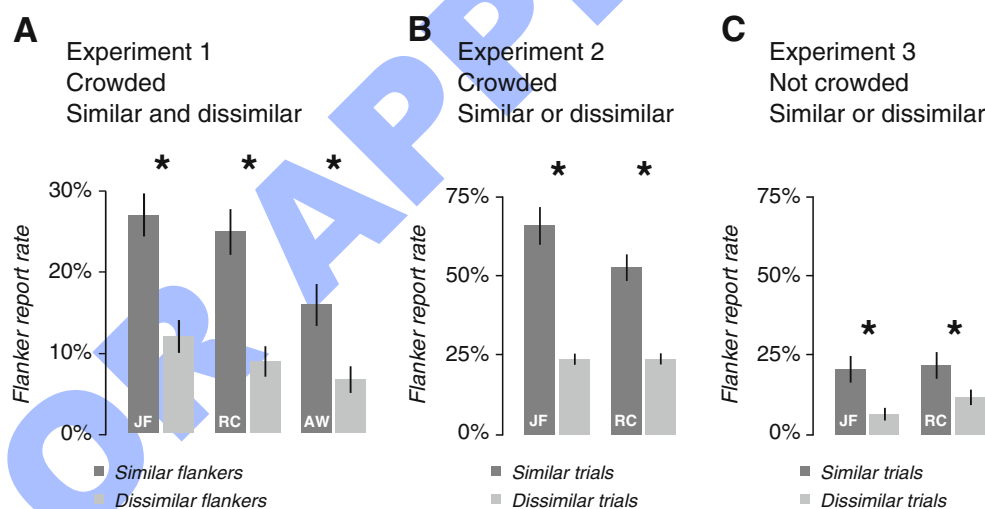 A
Experiment 1
Crowded
Similar and dissimilar
* * *
30%
20%
10%
0%
Flanker report rate
JF RC AW
Similar flankers
Dissimilar flankers
B
Experiment 2
Crowded
Similar or dissimilar
* *
75%
50%
25%
0%
Flanker report rate
JF RC
Similar trials
Dissimilar trials
C
Experiment 3
Not crowded
Similar or dissimilar
75%
50%
25%
0%
* *
Flanker report rate
JF RC
Similar trials
Dissimilar trials
OR APP